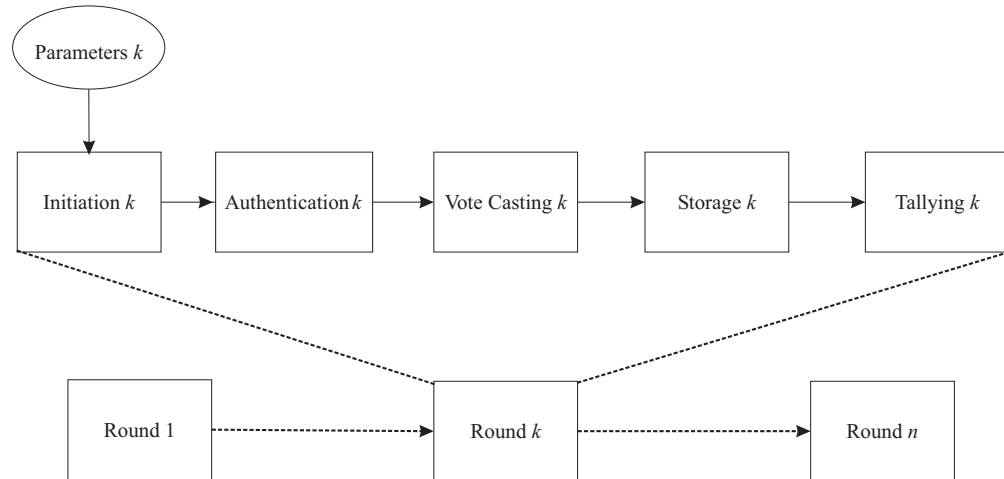 Parameters k
Initiation k
Authentication k
Vote Casting k
Storage k
Tallying k
Round 1
Round k
Round n